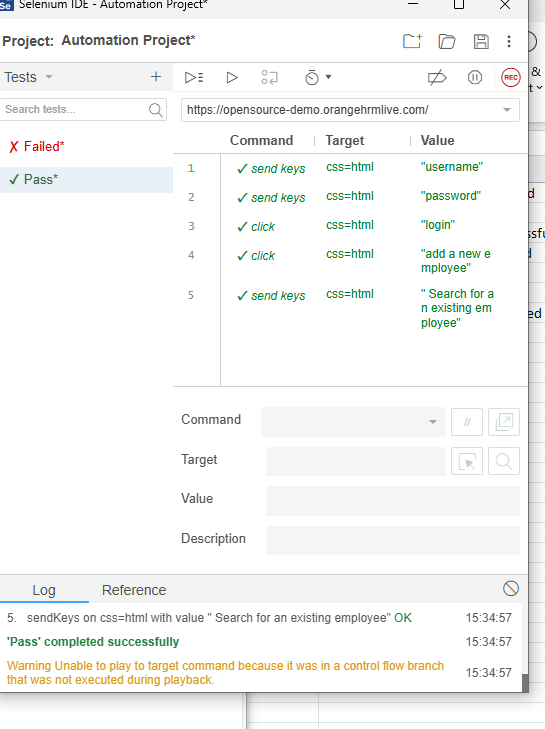 Se Selenium IDE - Automation Project*
Project: Automation Project*
Tests
Search tests...
REC
https://opensource-demo.orangehrmlive.com/
✗ Failed*
✓ Pass*
Command Target Value
1 ✓ send keys css=html "username"
2 ✓ send keys css=html "password"
3 ✓ click css=html "login"
4 ✓ click css=html "add a new e
mployee"
5 ✓ send keys css=html " Search for a
n existing em
ployee"
Command
//
Target
Value
Description
Log Reference
5. sendKeys on css=html with value " Search for an existing employee" OK 15:34:57
'Pass' completed successfully 15:34:57
Warning Unable to play to target command because it was in a control flow branch 15:34:57
that was not executed during playback.
&